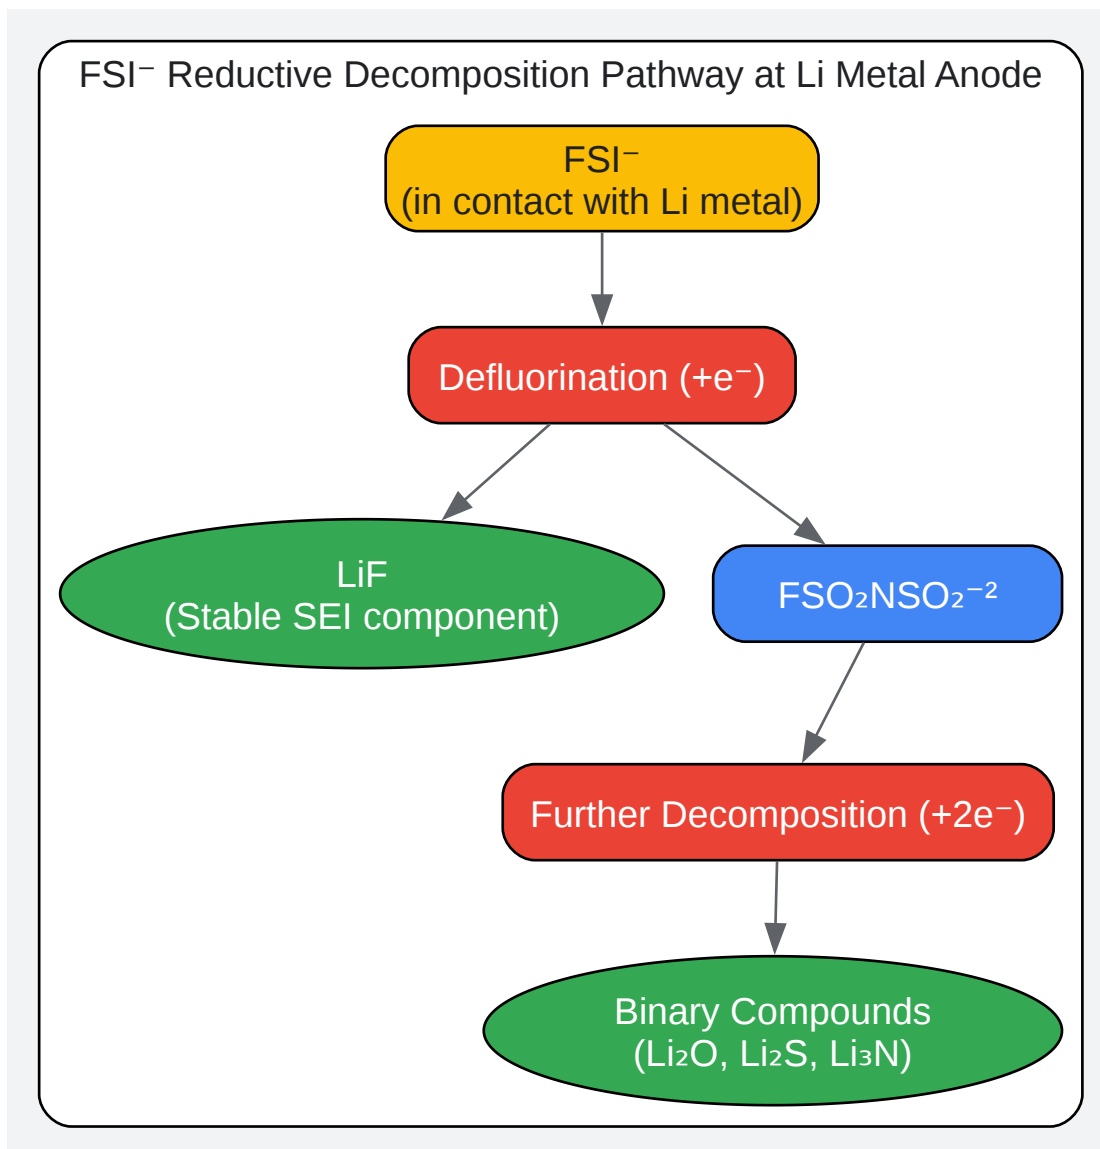 FSI⁻ Reductive Decomposition Pathway at Li Metal Anode
FSI⁻
(in contact with Li metal)
Defluorination (+e⁻)
LiF
(Stable SEI component)
FSO₂NSO₂⁻²
Further Decomposition (+2e⁻)
Binary Compounds
(Li₂O, Li₂S, Li₃N)